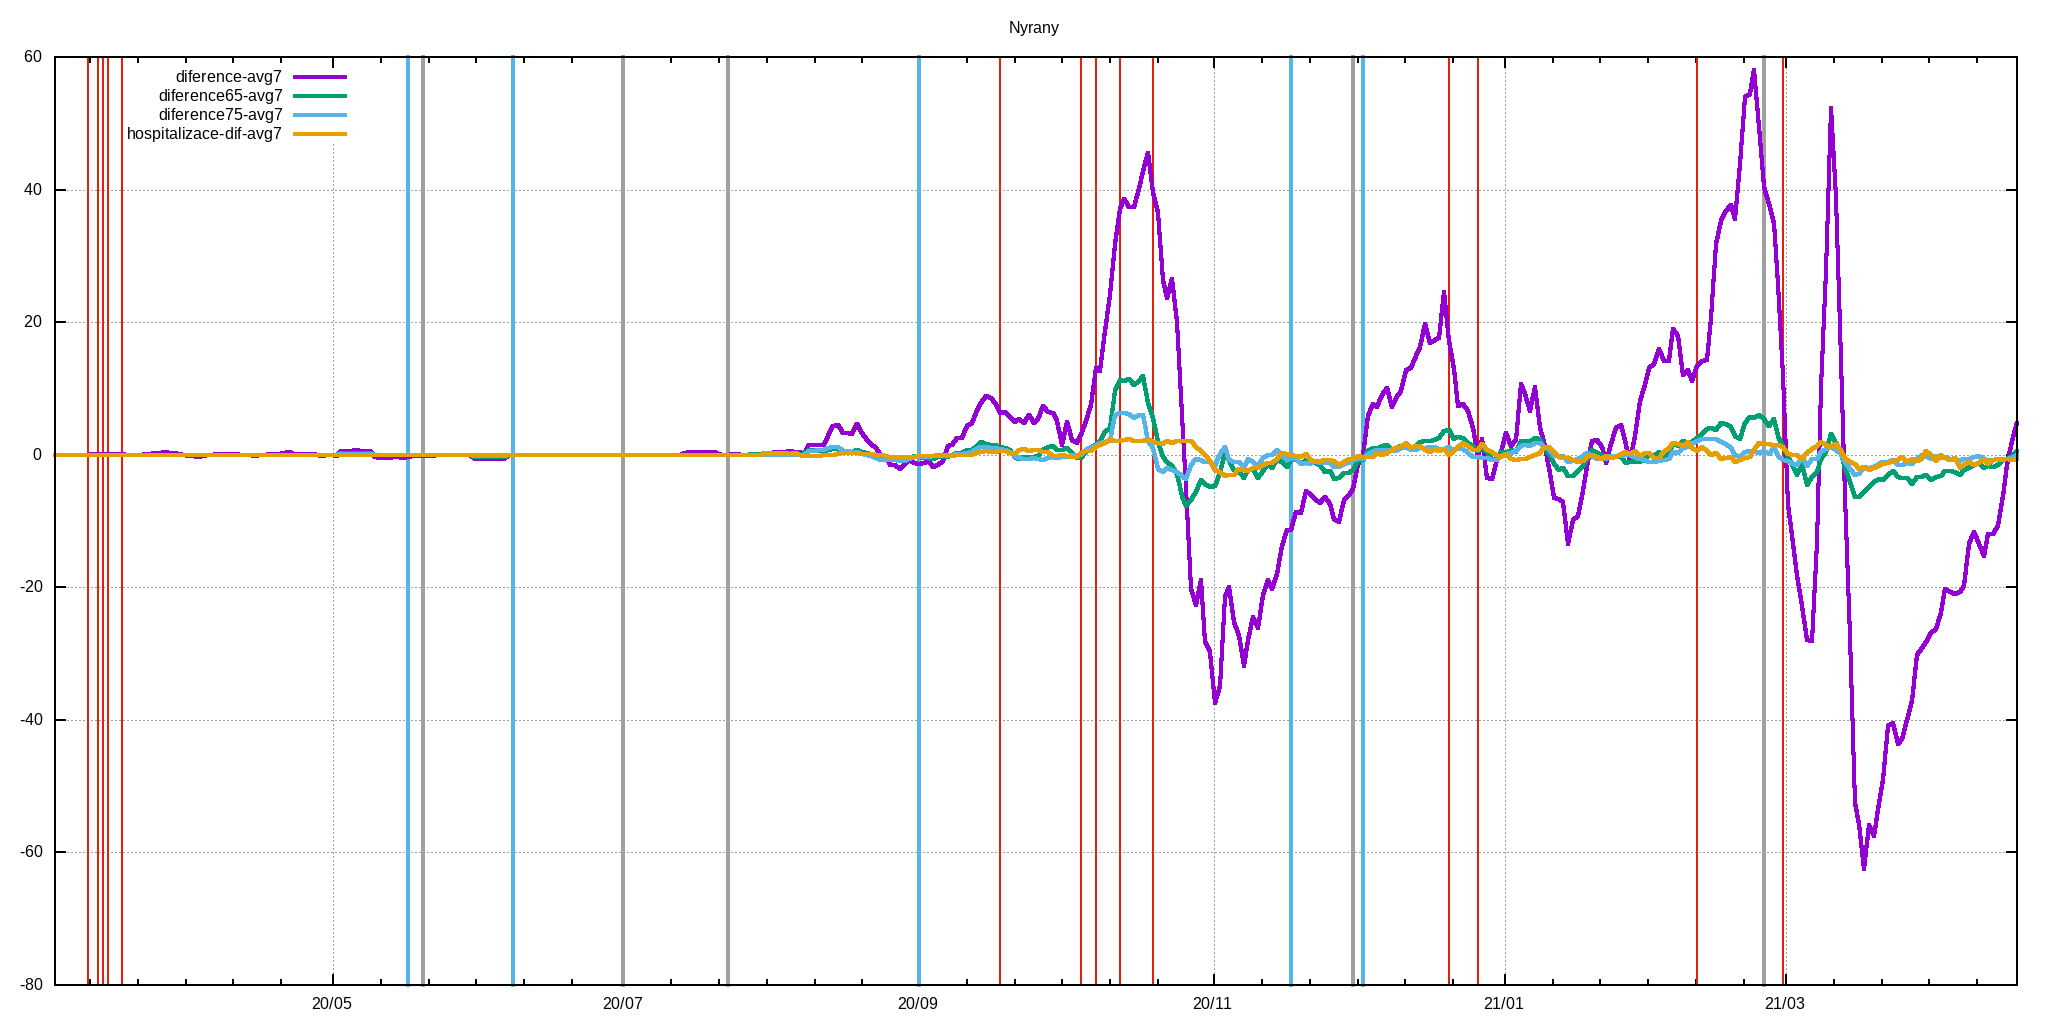 Nyrany
60
40
20
0
-20
-40
-60
-80
diference-avg7
diference65-avg7
diference75-avg7
hospitalizace-dif-avg7
20/05
20/07
20/09
20/11
21/01
21/03